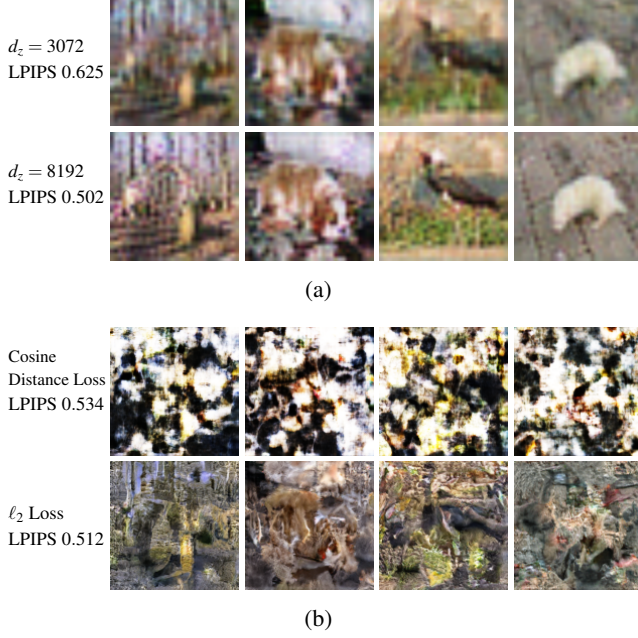 d_z = 3072
LPIPS 0.625
d_z = 8192
LPIPS 0.502
(a)
Cosine
Distance Loss
LPIPS 0.534
ℓ_2 Loss
LPIPS 0.512
(b)